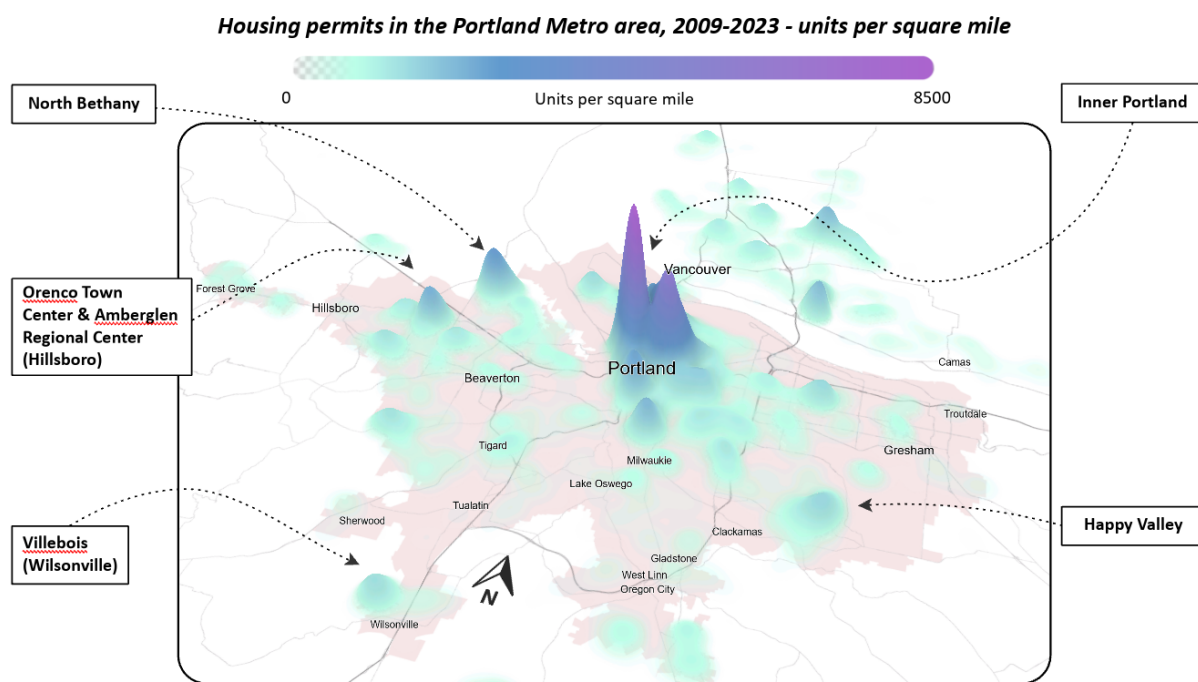 Housing permits in the Portland Metro area, 2009-2023 - units per square mile
0
Units per square mile
8500
North Bethany
Inner Portland
Orenco Town
Center & Amberglen
Regional Center
(Hillsboro)
Villebois
(Wilsonville)
Happy Valley
Vancouver
Forest Grove
Hillsboro
Camas
Portland
Beaverton
Troutdale
Tigard
Gresham
Milwaukie
Lake Oswego
Tualatin
Sherwood
Clackamas
Gladstone
West Linn
Oregon City
N
Wilsonville